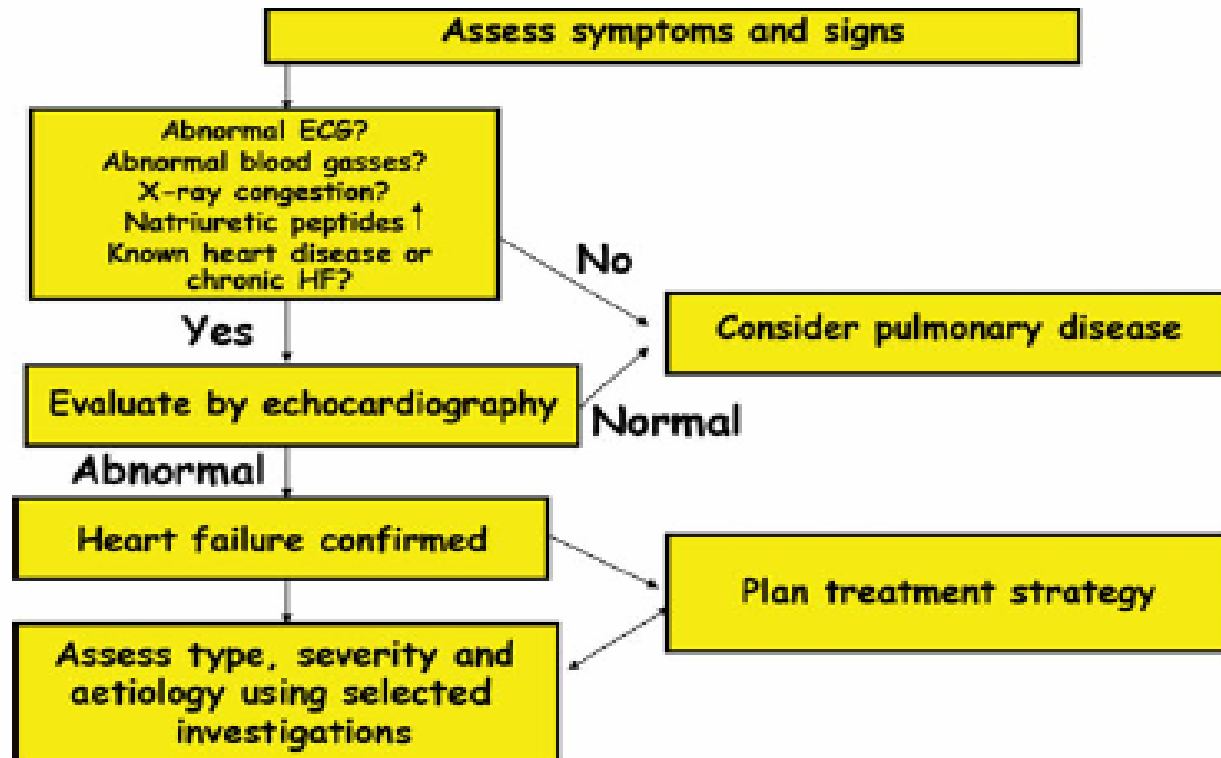 Assess symptoms and signs
Abnormal ECG?
Abnormal blood gasses?
X-ray congestion?
Natriuretic peptides ↑
Known heart disease or
chronic HF?
No
Consider pulmonary disease
Yes
Evaluate by echocardiography
Normal
Abnormal
Heart failure confirmed
Plan treatment strategy
Assess type, severity and
aetiology using selected
investigations